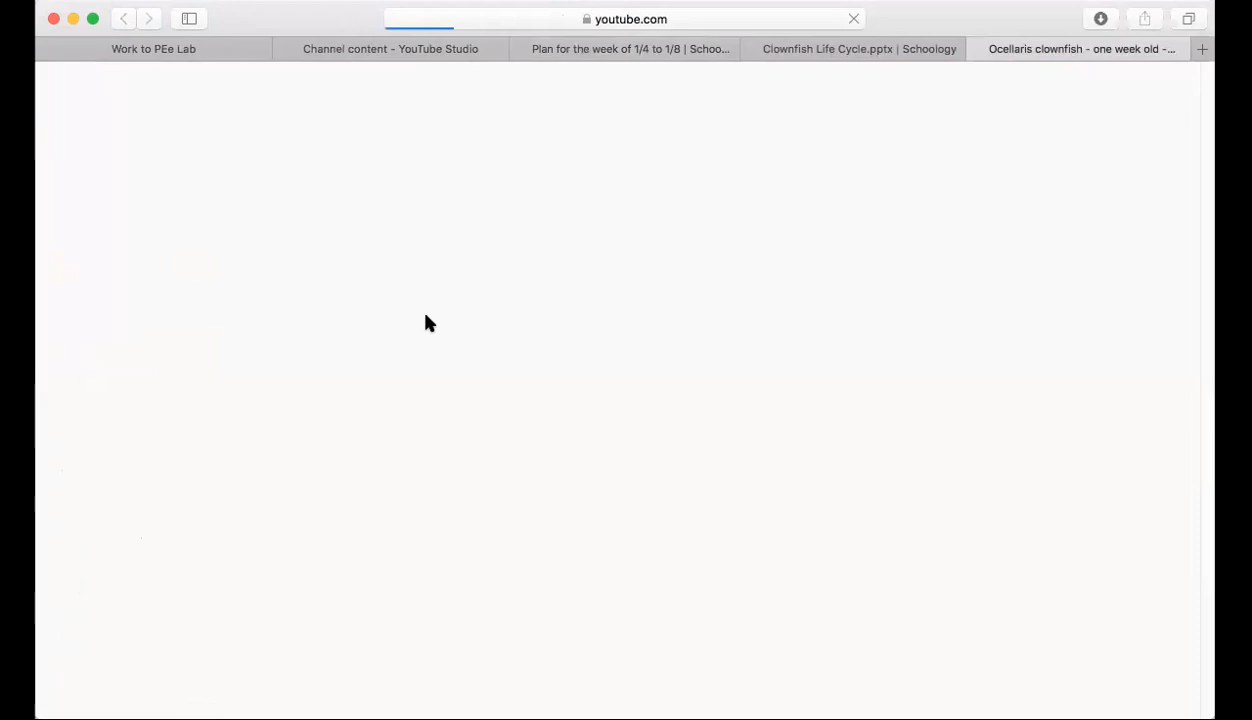 youtube.com
Work to PEe Lab
Channel content - YouTube Studio
Plan for the week of 1/4 to 1/8 | Schoo...
Clownfish Life Cycle.pptx | Schoology
Ocellaris clownfish - one week old -...